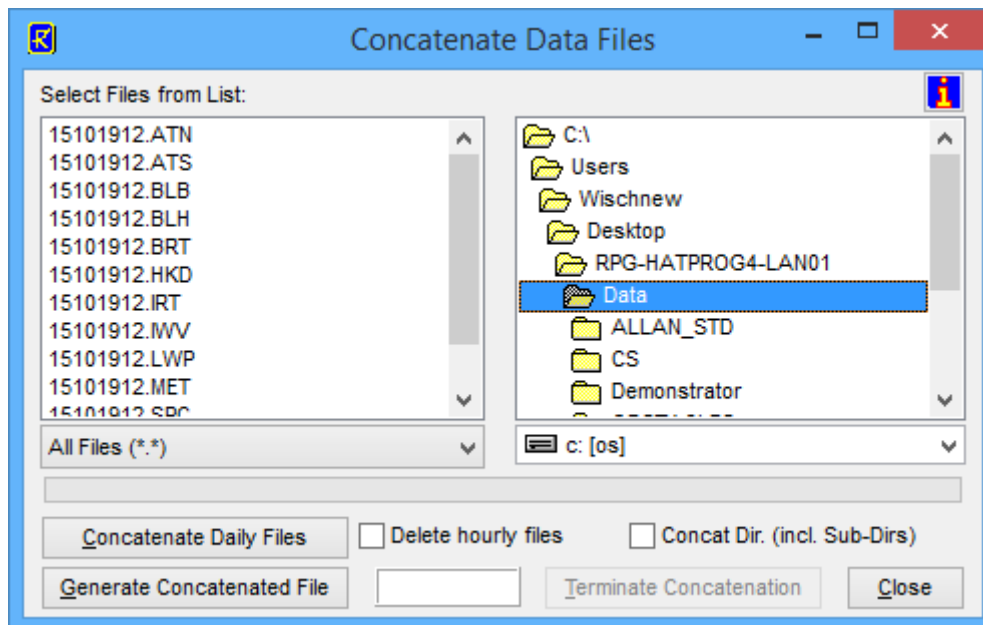 Concatenate Data Files
Select Files from List:
15101912.ATN
15101912.ATS
15101912.BLB
15101912.BLH
15101912.BRT
15101912.HKD
15101912.IRT
15101912.IWV
15101912.LWP
15101912.MET
15101912.SPC
All Files (*.*)
C:\
Users
Wischnew
Desktop
RPG-HATPROG4-LAN01
Data
ALLAN_STD
CS
Demonstrator
c: [os]
Concatenate Daily Files
Delete hourly files
Concat Dir. (incl. Sub-Dirs)
Generate Concatenated File
Terminate Concatenation
Close